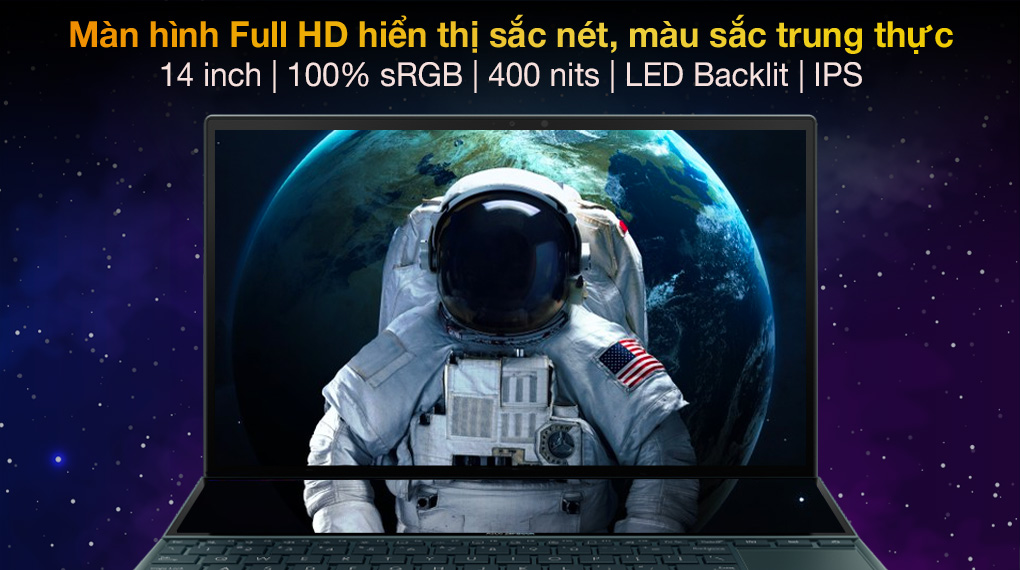 Màn hình Full HD hiển thị sắc nét, màu sắc trung thực
14 inch | 100% sRGB | 400 nits | LED Backlit | IPS